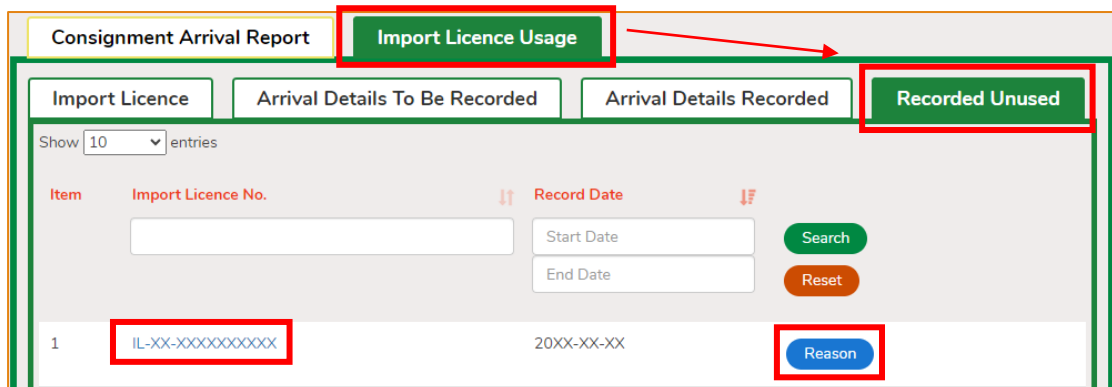 Consignment Arrival Report Import Licence Usage
Import Licence Arrival Details To Be Recorded Arrival Details Recorded Recorded Unused
Show 10 entries
Item Import Licence No. Record Date
Start Date Search
End Date Reset
1 IL-XX-XXXXXXXXXX 20XX-XX-XX Reason